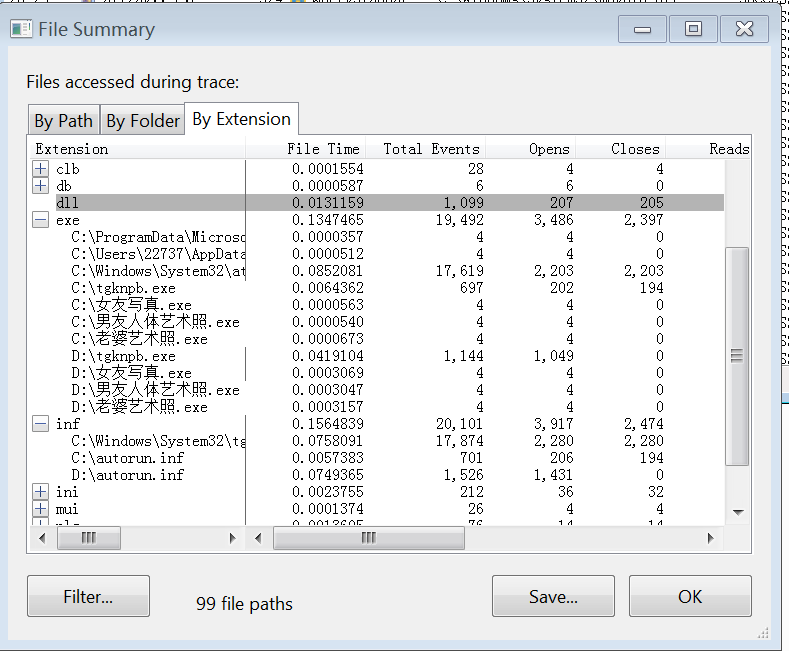 File Summary
Files accessed during trace:
By Path By Folder By Extension
Extension File Time Total Events Opens Closes Reads
clb 0.0001554 28 4 4
db 0.0000587 6 6 0
dll 0.0131159 1,099 207 205
exe 0.1347465 19,492 3,486 2,397
C:\ProgramData\Microso 0.0000357 4 4 0
C:\Users\22737\AppData 0.0000512 4 4 0
C:\Windows\System32\at 0.0852081 17,619 2,203 2,203
C:\tgknpb.exe 0.0064362 697 202 194
C:\女友写真.exe 0.0000563 4 4 0
C:\男友人体艺术照.exe 0.0000540 4 4 0
C:\老婆艺术照.exe 0.0000673 4 4 0
D:\tgknpb.exe 0.0419104 1,144 1,049 0
D:\女友写真.exe 0.0003069 4 4 0
D:\男友人体艺术照.exe 0.0003047 4 4 0
D:\老婆艺术照.exe 0.0003157 4 4 0
inf 0.1564839 20,101 3,917 2,474
C:\Windows\System32\tg 0.0758091 17,874 2,280 2,280
C:\autorun.inf 0.0057383 701 206 194
D:\autorun.inf 0.0749365 1,526 1,431 0
ini 0.0023755 212 36 32
mui 0.0001374 26 4 4
Filter... 99 file paths Save... OK